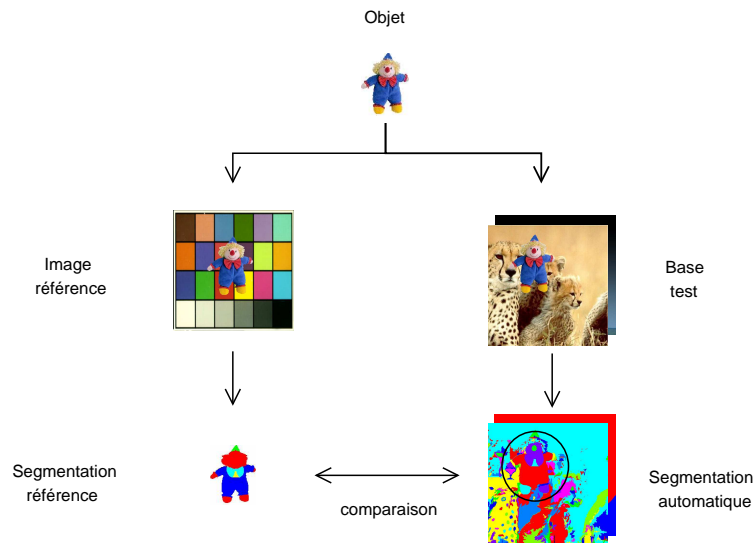 Objet
Image
référence
Base
test
Segmentation
référence
comparaison
Segmentation
automatique